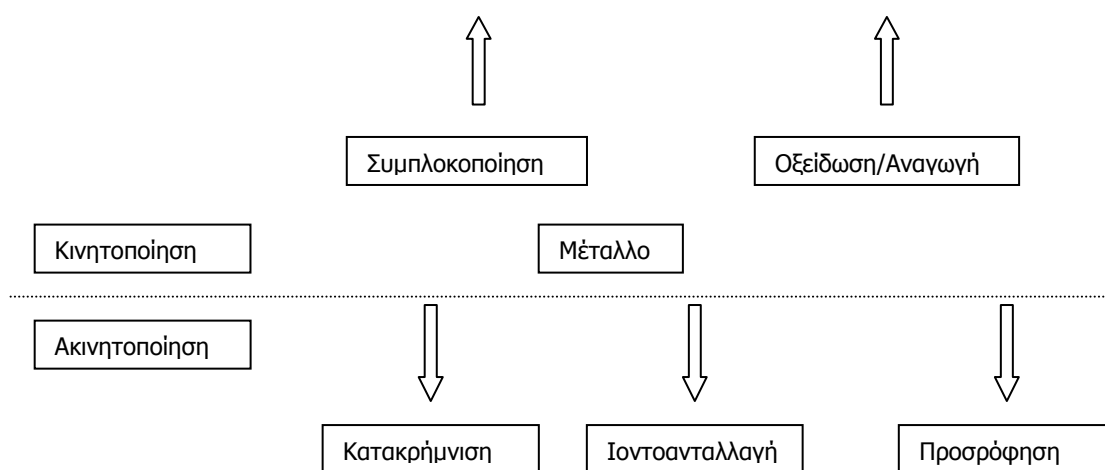 Συμπλοκοποίηση Οξείδωση/Αναγωγή
Κινητοποίηση Μέταλλο
Ακινητοποίηση
Κατακρήμνιση Ιοντοανταλλαγή Προσρόφηση